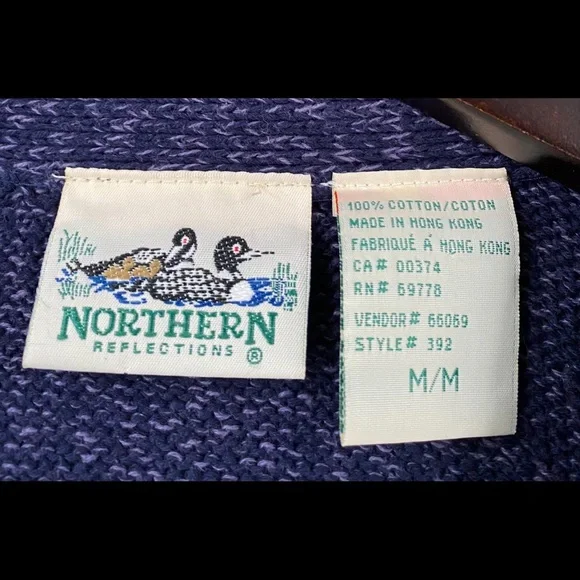 NORTHERN
REFLECTIONS ®
100% COTTON/COTON
MADE IN HONG KONG
FABRIQUÉ Á HONG KONG
CA# 00374
RN# 69778
VENDOR# 66069
STYLE# 392
M/M